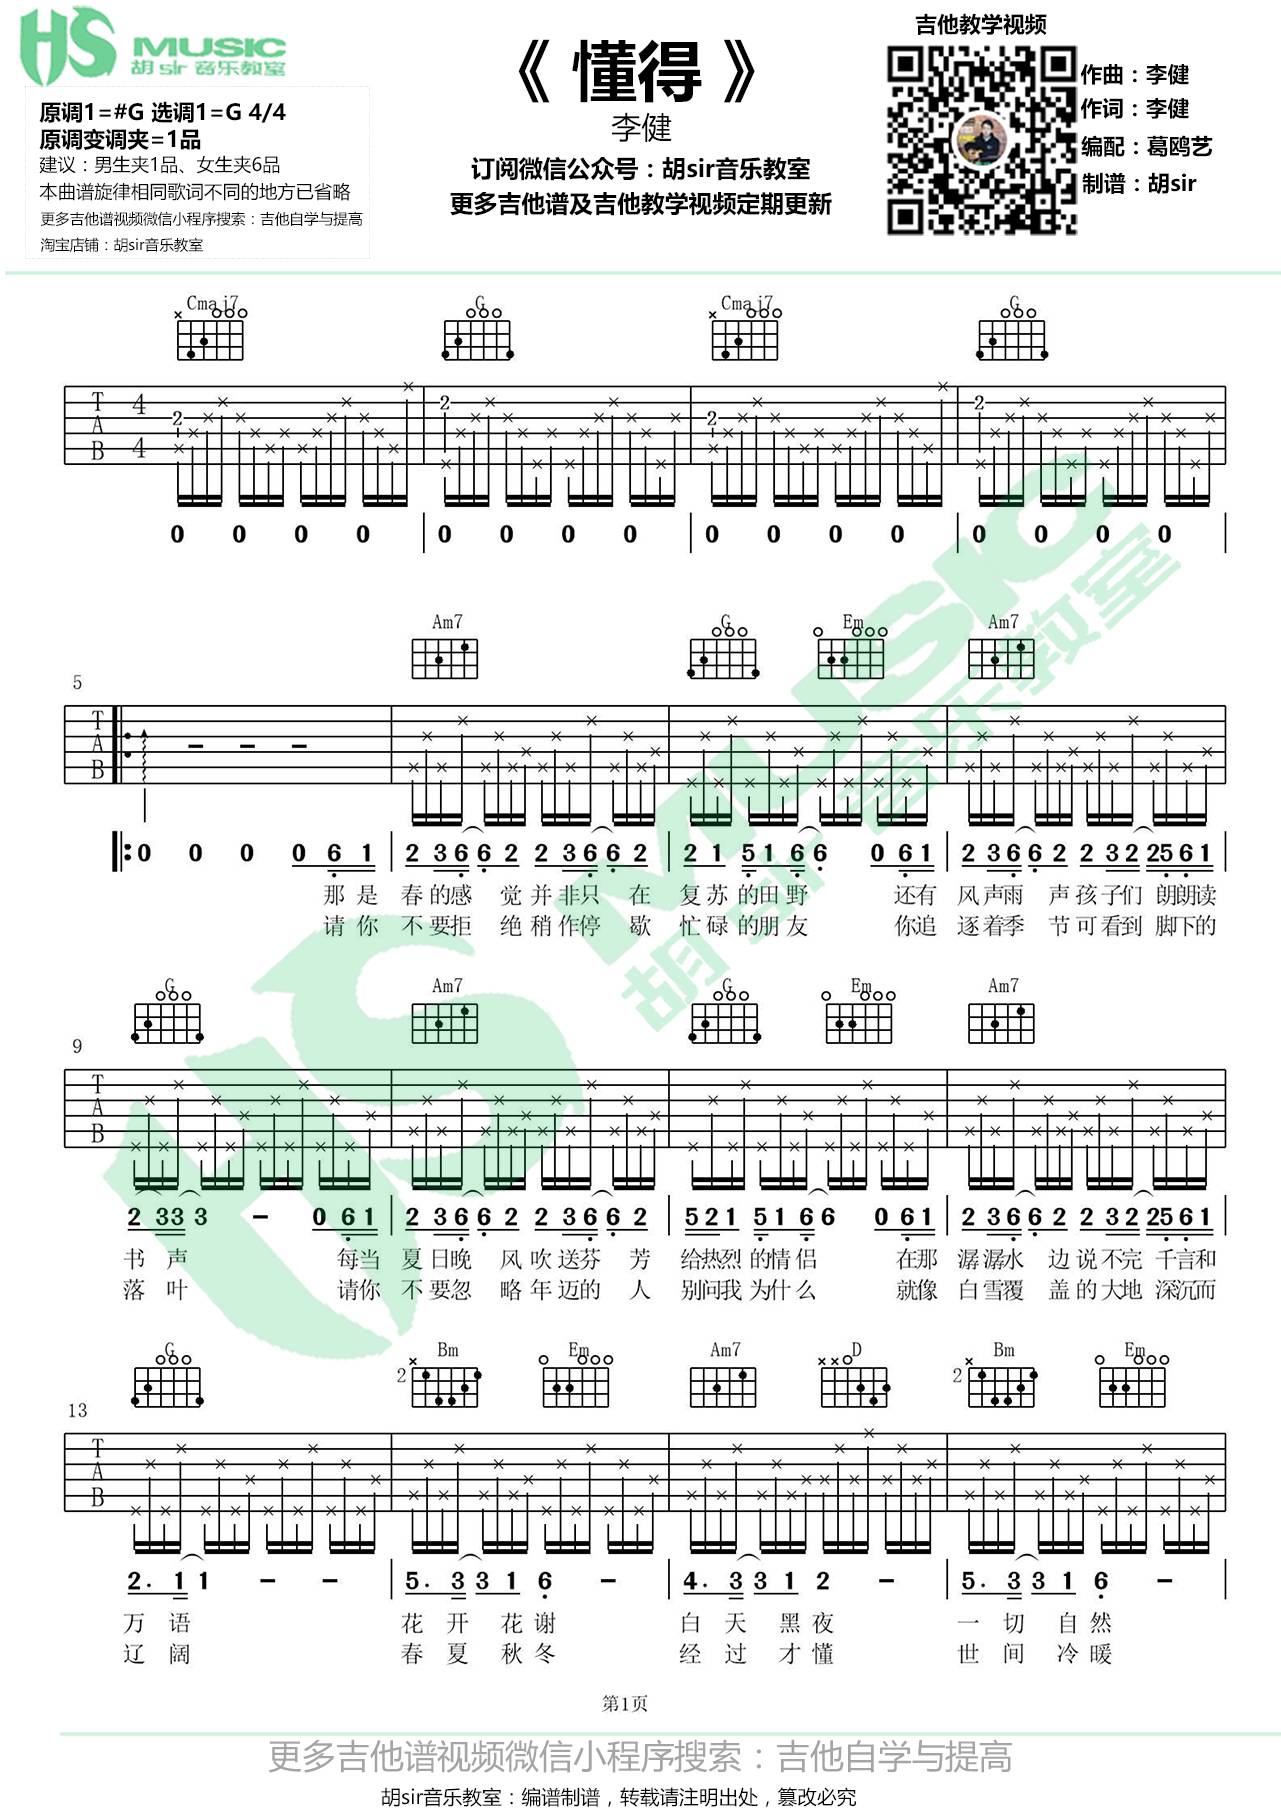 HS MUSIC
胡 sir 音乐教室
原调1=#G 选调1=G 4/4
原调变调夹=1品
建议：男生夹1品、女生夹6品
本曲谱旋律相同歌词不同的地方已省略
更多吉他谱视频微信小程序搜索：吉他自学与提高
淘宝店铺：胡sir音乐教室
《 懂得 》
李健
订阅微信公众号：胡sir音乐教室
更多吉他谱及吉他教学视频定期更新
吉他教学视频
作曲：李健
作词：李健
编配：葛鸥艺
制谱：胡sir
Cmaj7 G Cmaj7 G
T A B 4 4 2 2 2 2
0 0 0 0 0 0 0 0 0 0 0 0 0 0 0 0
Am7 G Em Am7
5
T A B
0 0 0 0 6 1 2 3 6 6 2 2 3 6 6 2 2 1 5 1 6 6 0 6 1 2 3 6 6 2 2 3 2 2 5 6 1
那 是 春 的 感 觉 并 非 只 在 复 苏 的 田 野 还 有 风 声 雨 声 孩 子 们 朗 朗 读
请 你 不 要 拒 绝 稍 作 停 歇 忙 碌 的 朋 友 你 追 逐 着 季 节 可 看 到 脚 下 的
G Am7 G Em Am7
9
T A B
2 3 3 3 - 0 6 1 2 3 6 6 2 2 3 6 6 2 5 2 1 5 1 6 6 0 6 1 2 3 6 6 2 2 3 2 2 5 6 1
书 声 每 当 夏 日 晚 风 吹 送 芬 芳 给 热 烈 的 情 侣 在 那 潺 潺 水 边 说 不 完 千 言 和
落 叶 请 你 不 要 忽 略 年 迈 的 人 别 问 我 为 什 么 就 像 白 雪 覆 盖 的 大 地 深 沉 而
G Bm Em Am7 D Bm Em
2 2
13
T A B
2. 1 1 - - 5. 3 3 1 6 - 4. 3 3 1 2 - 5. 3 3 1 6 -
万 语 花 开 花 谢 白 天 黑 夜 一 切 自 然
辽 阔 春 夏 秋 冬 经 过 才 懂 世 间 冷 暖
第1页
更多吉他谱视频微信小程序搜索：吉他自学与提高
胡sir音乐教室：编谱制谱，转载请注明出处，篡改必究
HS MUSIC
胡 sir 音乐教室